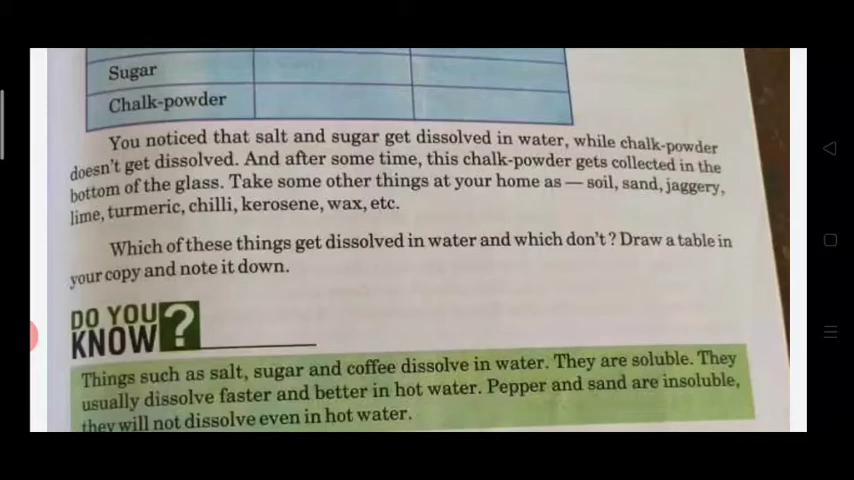 Sugar
Chalk-powder
You noticed that salt and sugar get dissolved in water, while chalk-powder
doesn't get dissolved. And after some time, this chalk-powder gets collected in the
bottom of the glass. Take some other things at your home as — soil, sand, jaggery,
lime, turmeric, chilli, kerosene, wax, etc.
Which of these things get dissolved in water and which don't? Draw a table in
your copy and note it down.
DO YOU
KNOW ?
Things such as salt, sugar and coffee dissolve in water. They are soluble. They
usually dissolve faster and better in hot water. Pepper and sand are insoluble,
they will not dissolve even in hot water.